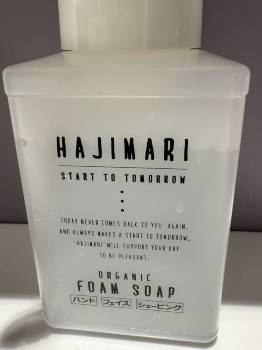 HAJIMARI
START TO TOMORROW
TODAY NEVER COMES BACK TO YOU AGAIN,
AND ALWAYS MAKES A START TO TOMORROW.
"HAJIMARI" WILL SUPPORT YOUR DAY
TO BE PLEASANT.
ORGANIC
FOAM SOAP
ハンド フェイス シェービング